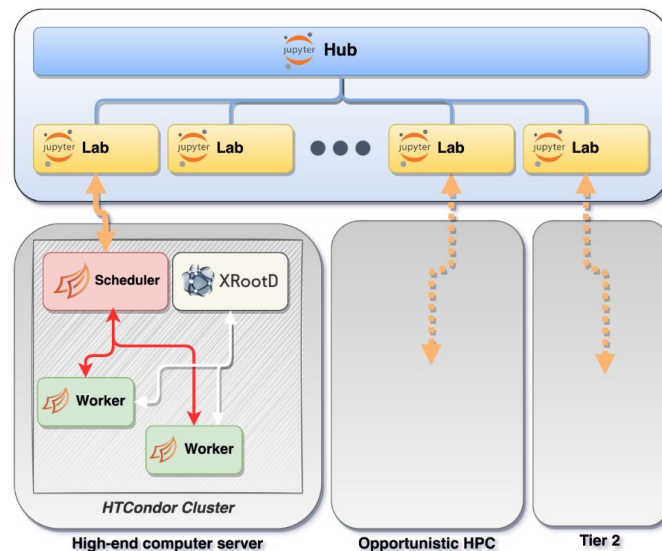 jupyter Hub
jupyter Lab
jupyter Lab
jupyter Lab
jupyter Lab
Scheduler
XRootD
Worker
Worker
HTCondor Cluster
High-end computer server
Opportunistic HPC
Tier 2